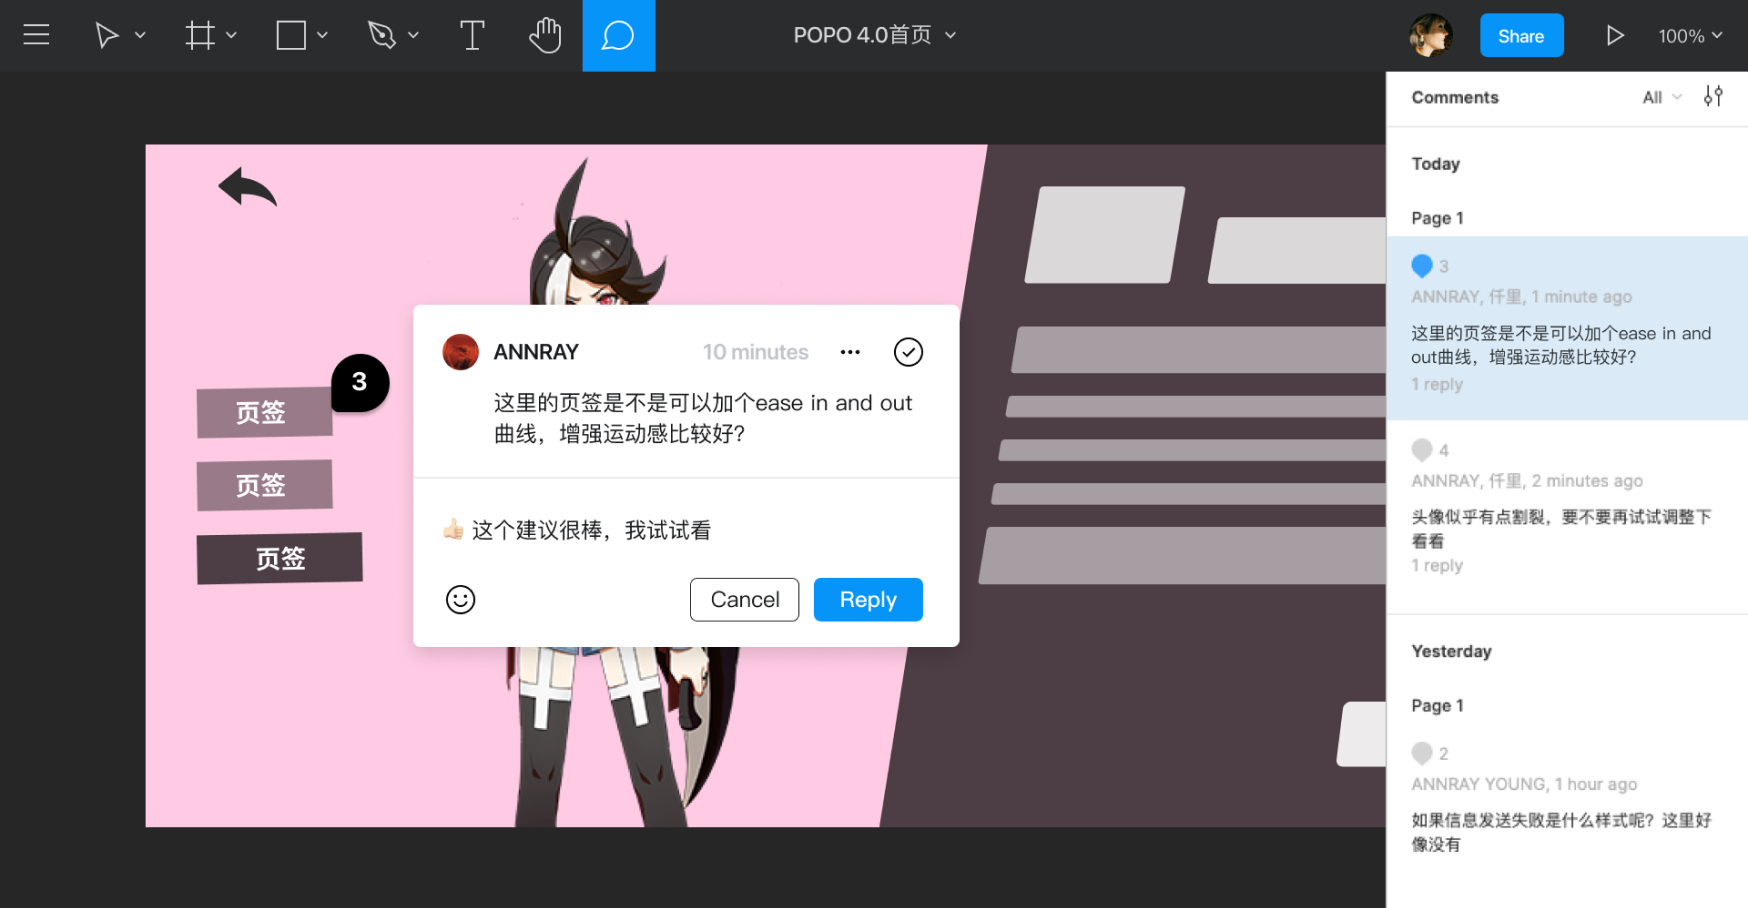 POPO 4.0首页
Share
100%
Comments
All
Today
Page 1
3
ANNRAY, 仟里, 1 minute ago
这里的页签是不是可以加个ease in and
out曲线，增强运动感比较好?
1 reply
4
ANNRAY, 仟里, 2 minutes ago
头像似乎有点割裂，要不要再试试调整下
看看
1 reply
Yesterday
Page 1
2
ANNRAY YOUNG, 1 hour ago
如果信息发送失败是什么样式呢？这里好
像没有
3
页签
页签
页签
ANNRAY
10 minutes
这里的页签是不是可以加个ease in and out
曲线，增强运动感比较好?
👍🏻 这个建议很棒，我试试看
Cancel
Reply